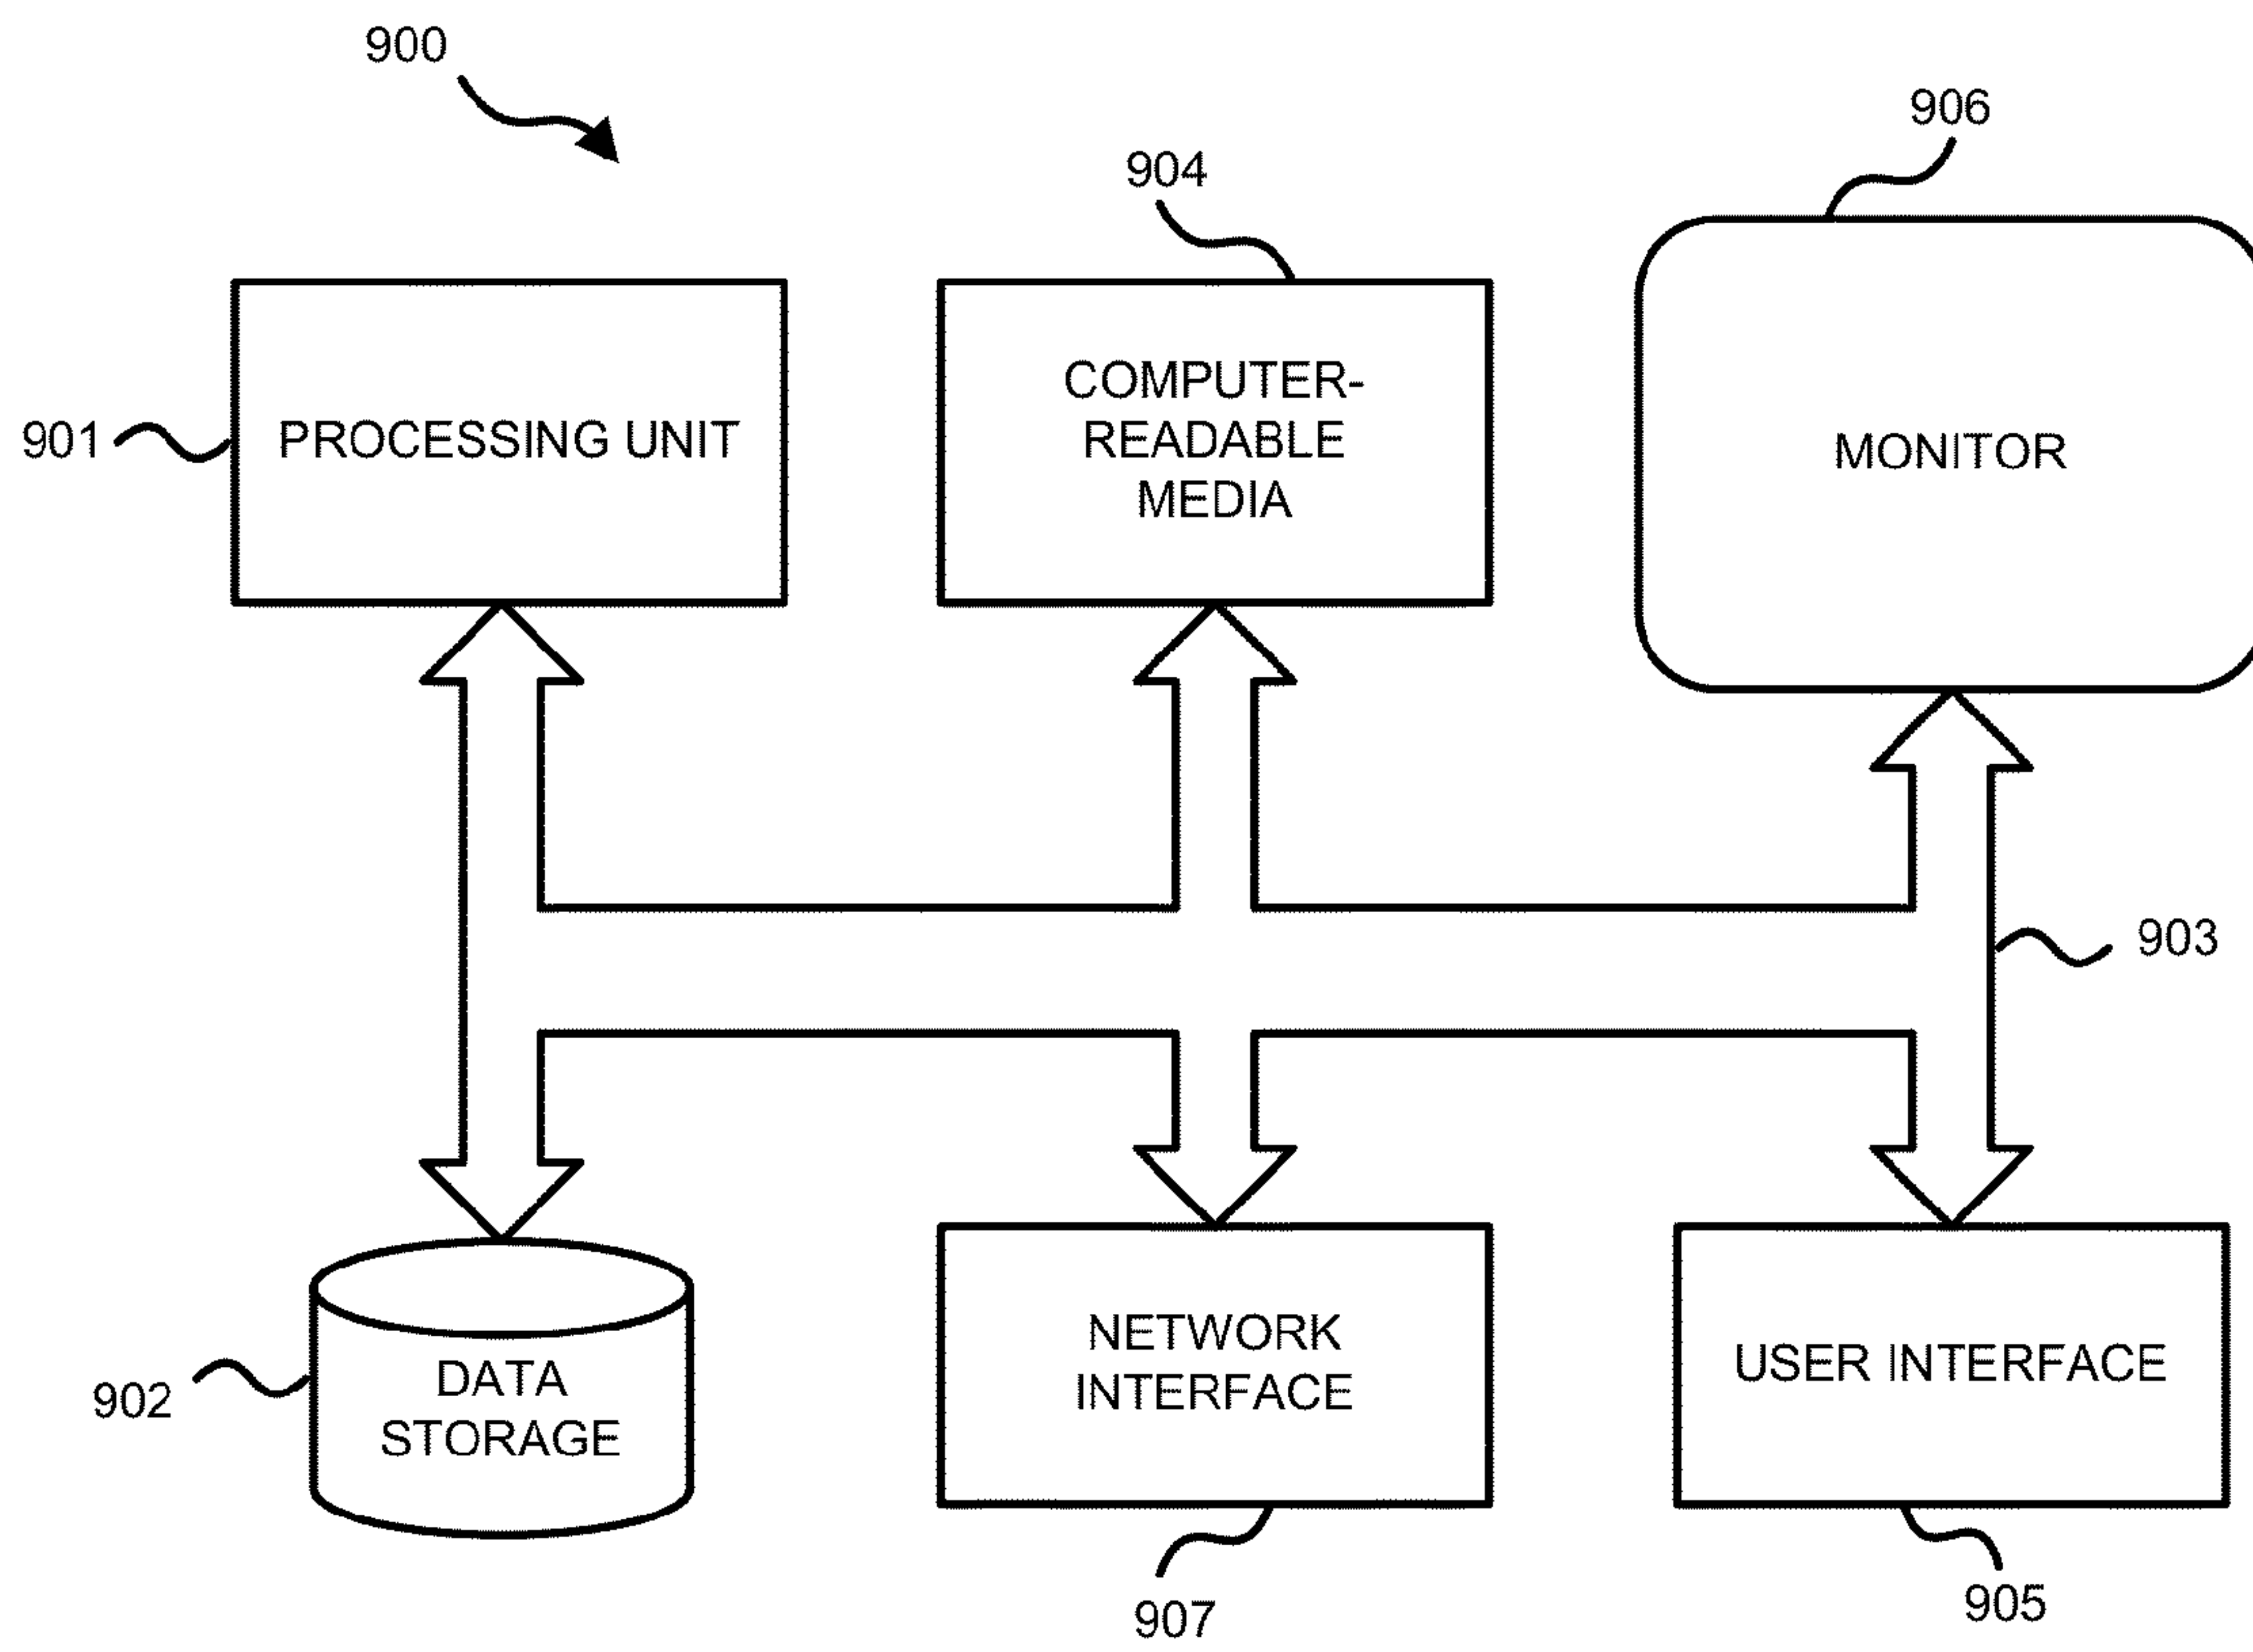 900
904
906
901
PROCESSING UNIT
COMPUTER-
READABLE
MEDIA
MONITOR
903
902
DATA
STORAGE
NETWORK
INTERFACE
USER INTERFACE
907
905